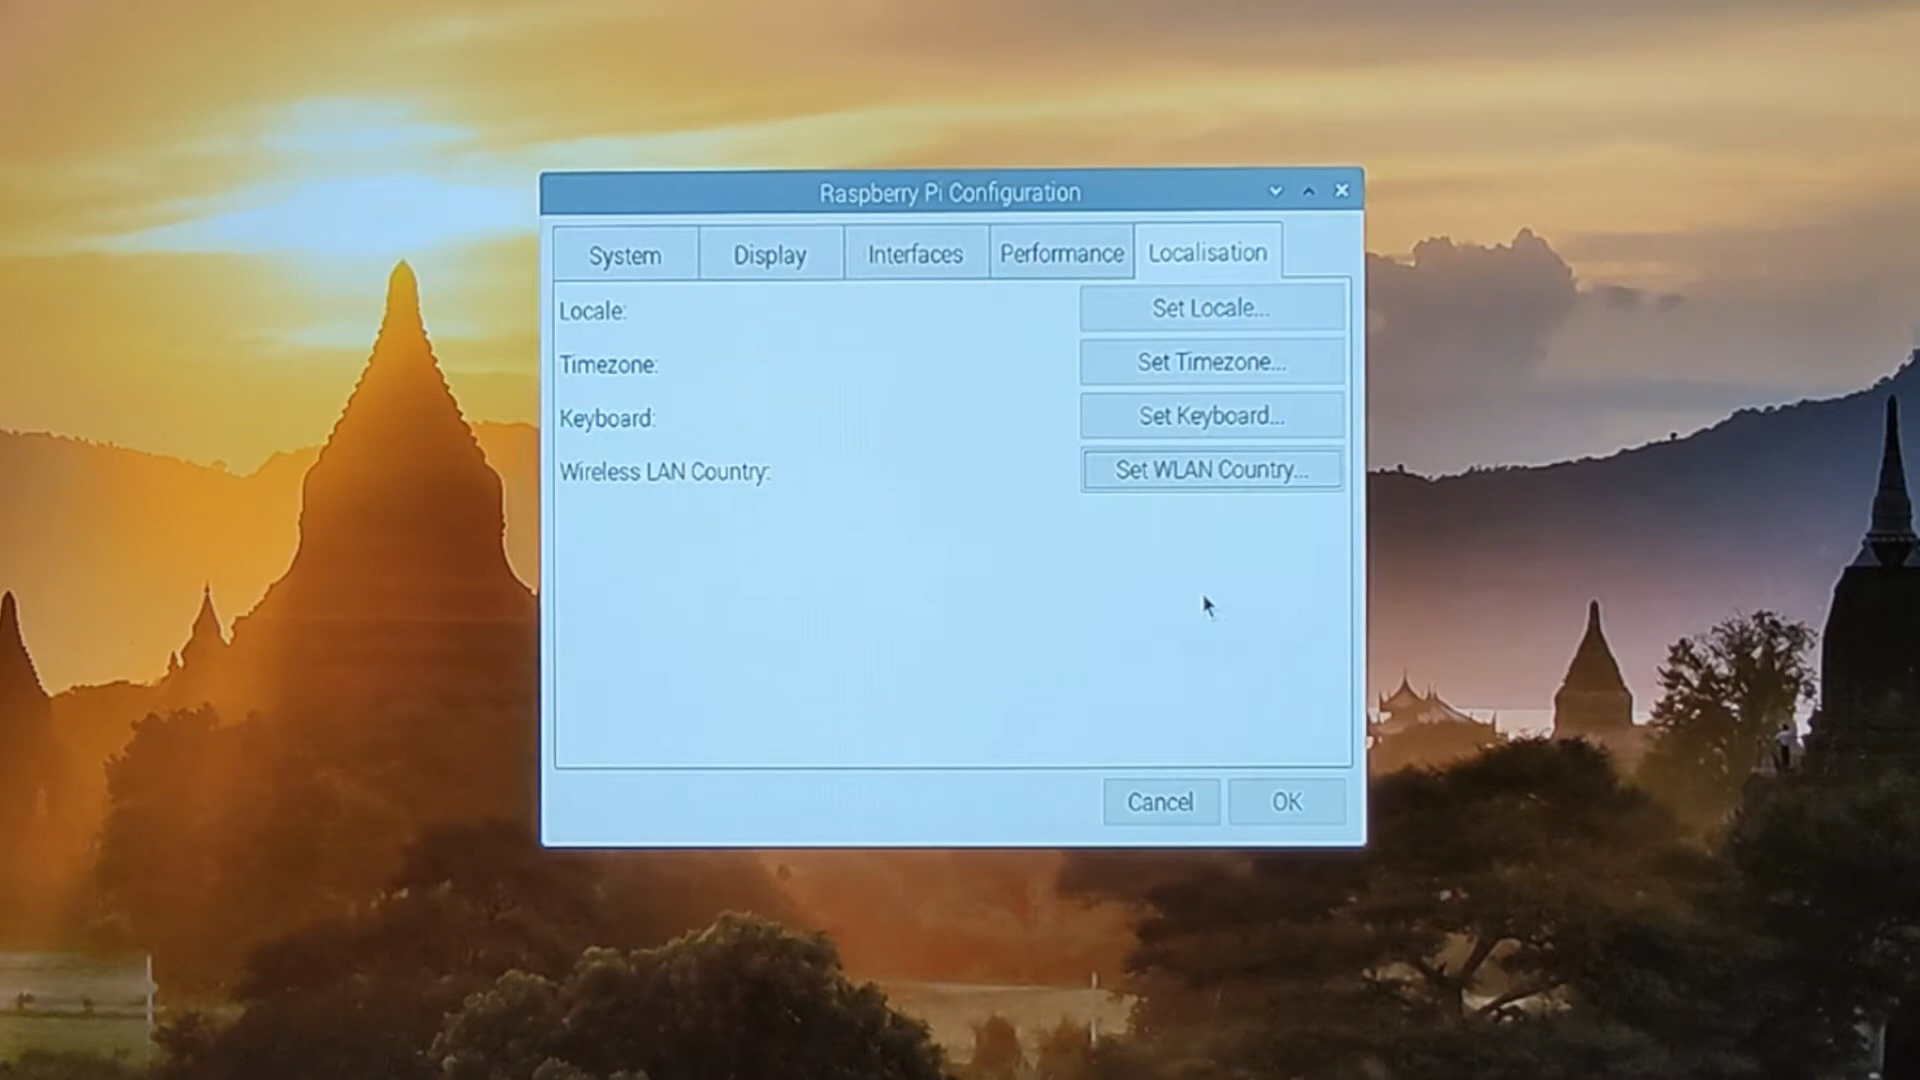 Raspberry Pi Configuration
System Display Interfaces Performance Localisation
Locale: Set Locale...
Timezone: Set Timezone...
Keyboard: Set Keyboard...
Wireless LAN Country: Set WLAN Country...
Cancel OK